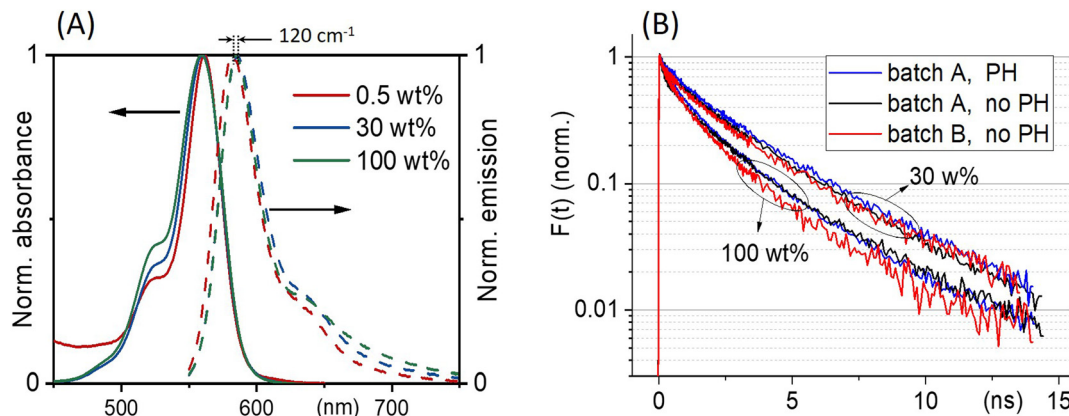 (A)
120 cm⁻¹
Norm. absorbance
1
0
0.5 wt%
30 wt%
100 wt%
1
0
Norm. emission
500
600
(nm)
700
(B)
F(t) (norm.)
1
0.1
0.01
batch A, PH
batch A, no PH
batch B, no PH
30 w%
100 wt%
0
5
10
(ns)
15